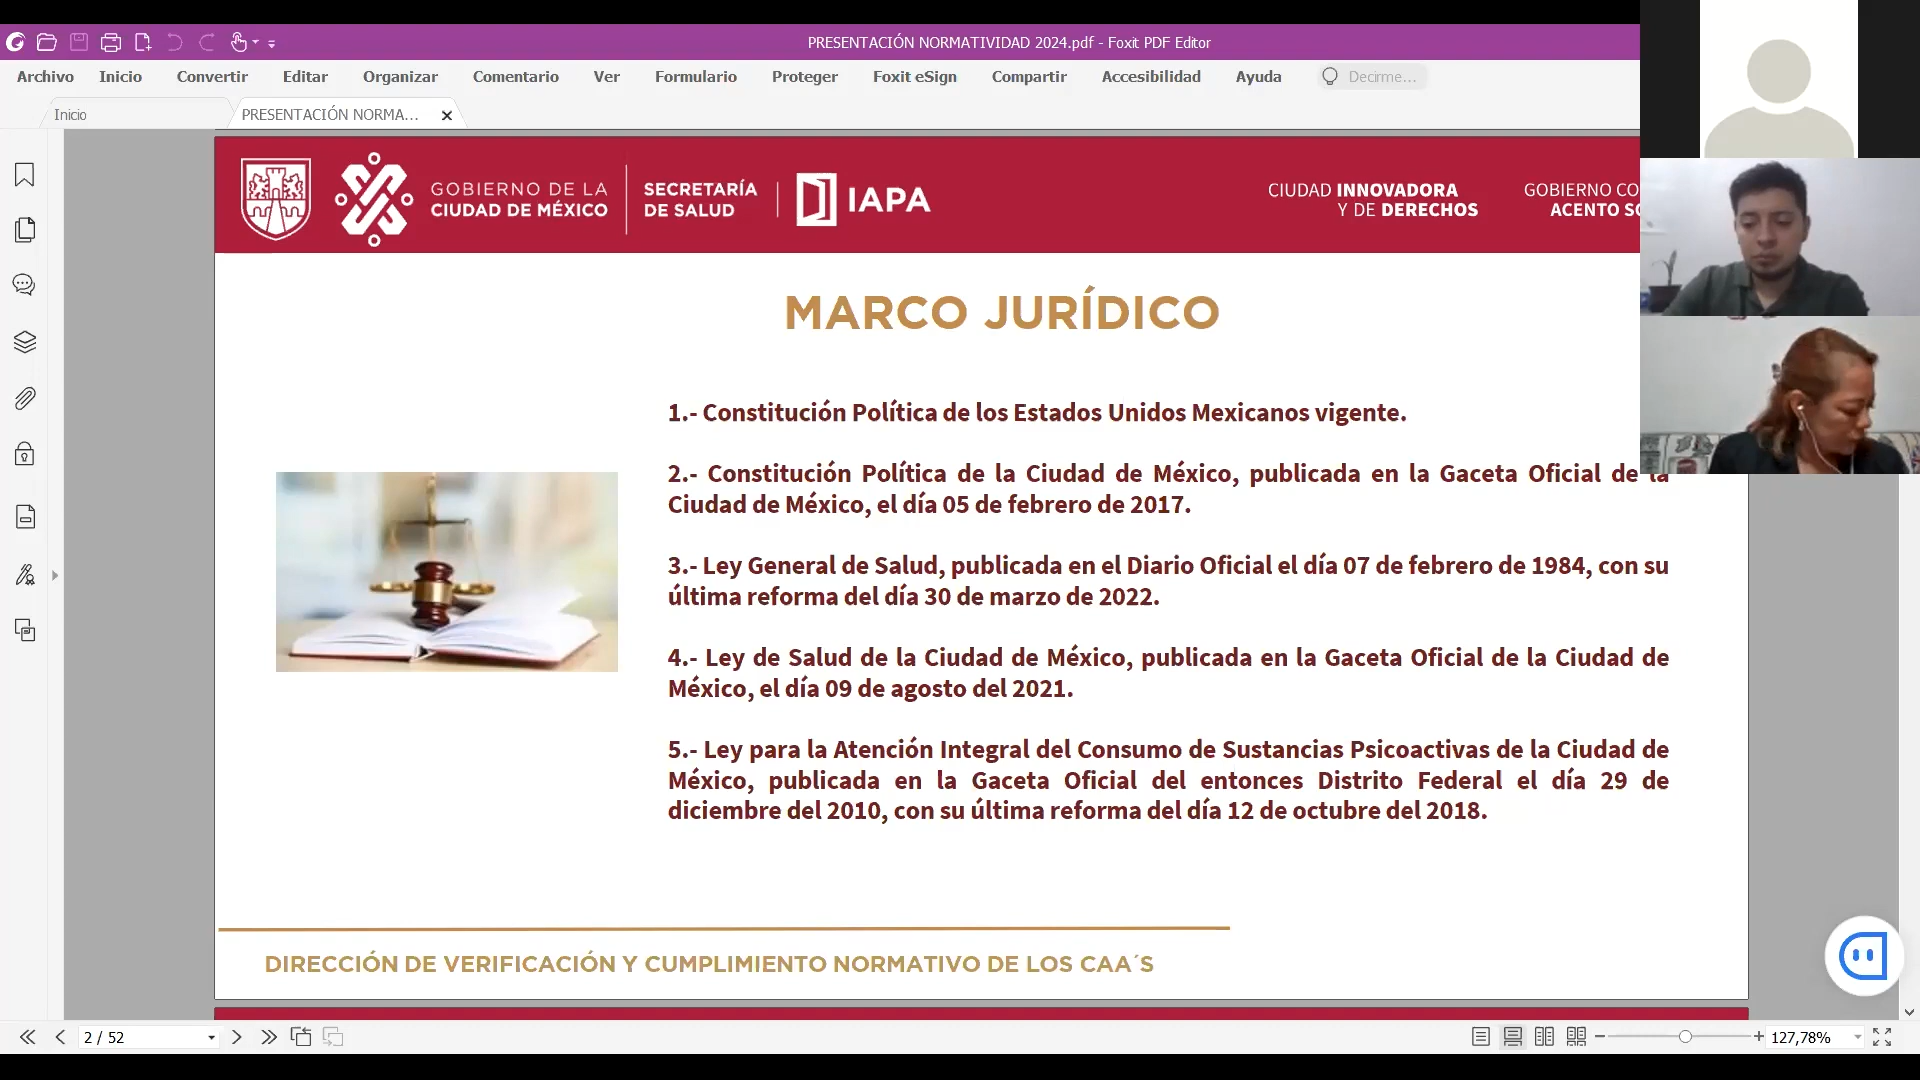 PRESENTACIÓN NORMATIVIDAD 2024.pdf - Foxit PDF Editor
Archivo Inicio Convertir Editar Organizar Comentario Ver Formulario Proteger Foxit eSign Compartir Accesibilidad Ayuda Decirme...
Inicio PRESENTACIÓN NORMA...
GOBIERNO DE LA
CIUDAD DE MÉXICO
SECRETARÍA
DE SALUD
IAPA
CIUDAD INNOVADORA
Y DE DERECHOS
GOBIERNO CO
ACENTO SO
MARCO JURÍDICO
1.- Constitución Política de los Estados Unidos Mexicanos vigente.
2.- Constitución Política de la Ciudad de México, publicada en la Gaceta Oficial de la
Ciudad de México, el día 05 de febrero de 2017.
3.- Ley General de Salud, publicada en el Diario Oficial el día 07 de febrero de 1984, con su
última reforma del día 30 de marzo de 2022.
4.- Ley de Salud de la Ciudad de México, publicada en la Gaceta Oficial de la Ciudad de
México, el día 09 de agosto del 2021.
5.- Ley para la Atención Integral del Consumo de Sustancias Psicoactivas de la Ciudad de
México, publicada en la Gaceta Oficial del entonces Distrito Federal el día 29 de
diciembre del 2010, con su última reforma del día 12 de octubre del 2018.
DIRECCIÓN DE VERIFICACIÓN Y CUMPLIMIENTO NORMATIVO DE LOS CAA´S
2 / 52
127,78%